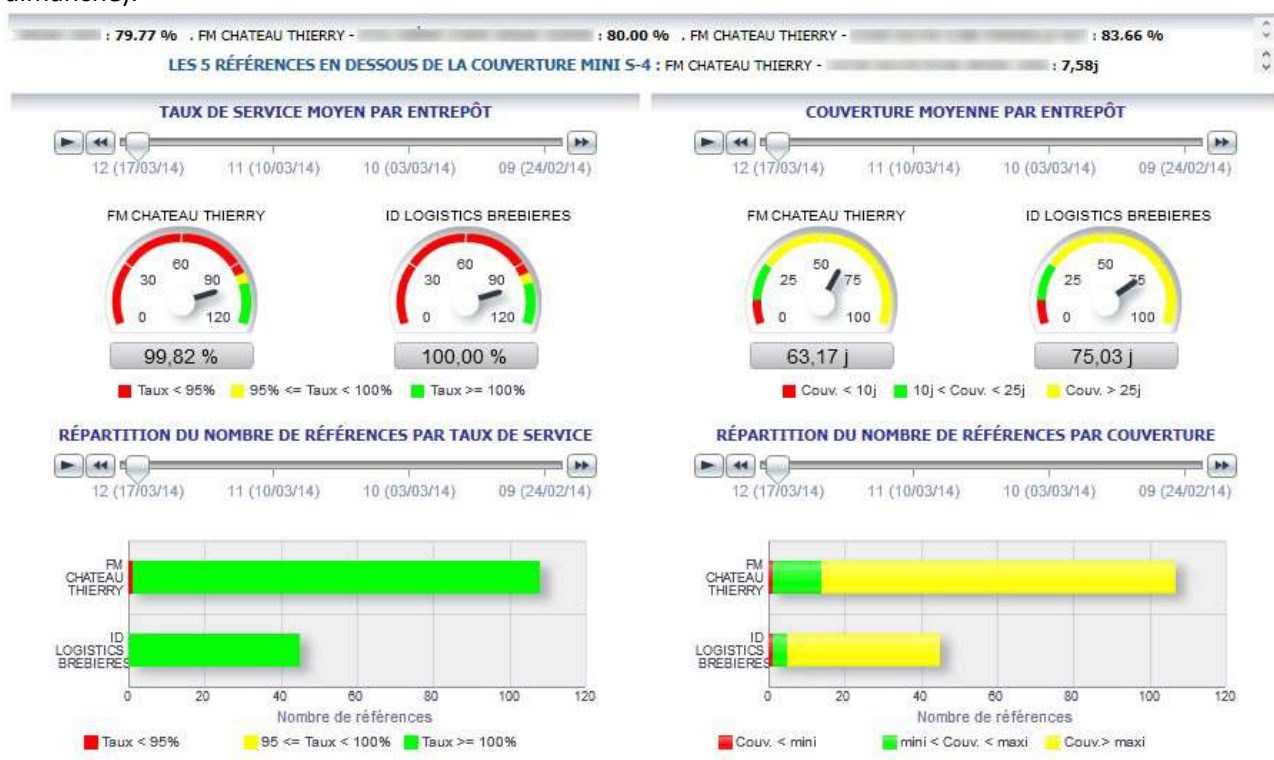 dimanche).
: 79.77 % . FM CHATEAU THIERRY - : 80.00 % . FM CHATEAU THIERRY - : 83.66 %
LES 5 RÉFÉRENCES EN DESSOUS DE LA COUVERTURE MINI S-4 : FM CHATEAU THIERRY - : 7,58j
TAUX DE SERVICE MOYEN PAR ENTREPÔT
12 (17/03/14) 11 (10/03/14) 10 (03/03/14) 09 (24/02/14)
FM CHATEAU THIERRY ID LOGISTICS BREBIERES
0 30 60 90 120
0 30 60 90 120
99,82 % 100,00 %
Taux < 95% 95% <= Taux < 100% Taux >= 100%
COUVERTURE MOYENNE PAR ENTREPÔT
12 (17/03/14) 11 (10/03/14) 10 (03/03/14) 09 (24/02/14)
FM CHATEAU THIERRY ID LOGISTICS BREBIERES
0 25 50 75 100
0 25 50 75 100
63,17 j 75,03 j
Couv. < 10j 10j < Couv. < 25j Couv. > 25j
RÉPARTITION DU NOMBRE DE RÉFÉRENCES PAR TAUX DE SERVICE
12 (17/03/14) 11 (10/03/14) 10 (03/03/14) 09 (24/02/14)
FM
CHATEAU
THIERRY
ID
LOGISTICS
BREBIERES
0 20 40 60 80 100 120
Nombre de références
Taux < 95% 95 <= Taux < 100% Taux >= 100%
RÉPARTITION DU NOMBRE DE RÉFÉRENCES PAR COUVERTURE
12 (17/03/14) 11 (10/03/14) 10 (03/03/14) 09 (24/02/14)
FM
CHATEAU
THIERRY
ID
LOGISTICS
BREBIERES
0 20 40 60 80 100 120
Nombre de références
Couv. < mini mini < Couv. < maxi Couv.> maxi